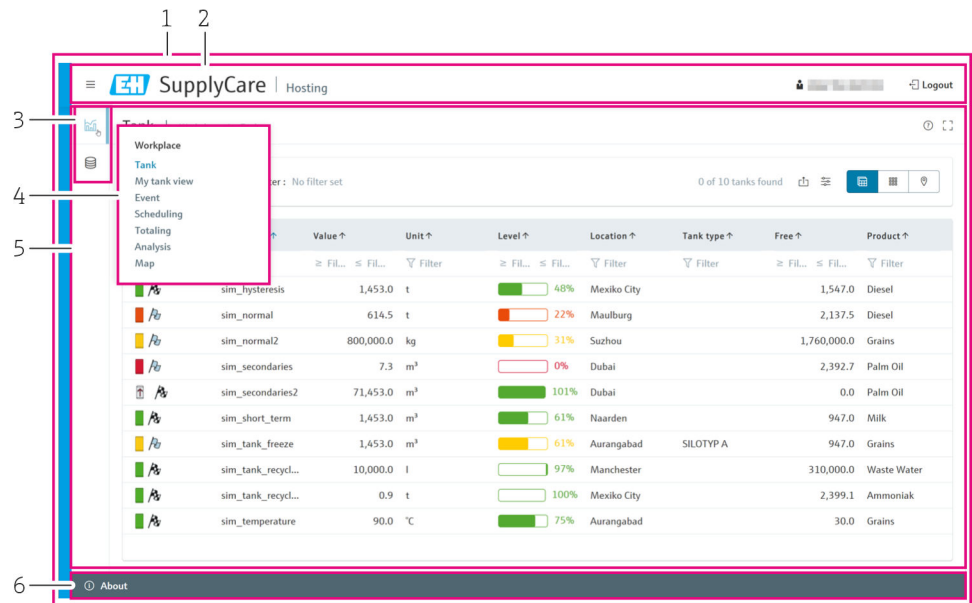 1 2
EH SupplyCare | Hosting
Logout
3
Workplace
Tank
My tank view
4
Event
Scheduling
Totaling
Analysis
Map
No filter set
0 of 10 tanks found
5
Value ↑ Unit ↑ Level ↑ Location ↑ Tank type ↑ Free ↑ Product ↑
≥ Fil... ≤ Fil... Filter ≥ Fil... ≤ Fil... Filter Filter ≥ Fil... ≤ Fil... Filter
sim_hysteresis 1,453.0 t 48% Mexiko City 1,547.0 Diesel
sim_normal 614.5 t 22% Maulburg 2,137.5 Diesel
sim_normal2 800,000.0 kg 31% Suzhou 1,760,000.0 Grains
sim_secondaries 7.3 m³ 0% Dubai 2,392.7 Palm Oil
sim_secondaries2 71,453.0 m³ 101% Dubai 0.0 Palm Oil
sim_short_term 1,453.0 m³ 61% Naarden 947.0 Milk
sim_tank_freeze 1,453.0 m³ 61% Aurangabad SILOTYP A 947.0 Grains
sim_tank_recycl... 10,000.0 l 97% Manchester 310,000.0 Waste Water
sim_tank_recycl... 0.9 t 100% Mexiko City 2,399.1 Ammoniak
sim_temperature 90.0 °C 75% Aurangabad 30.0 Grains
6
About